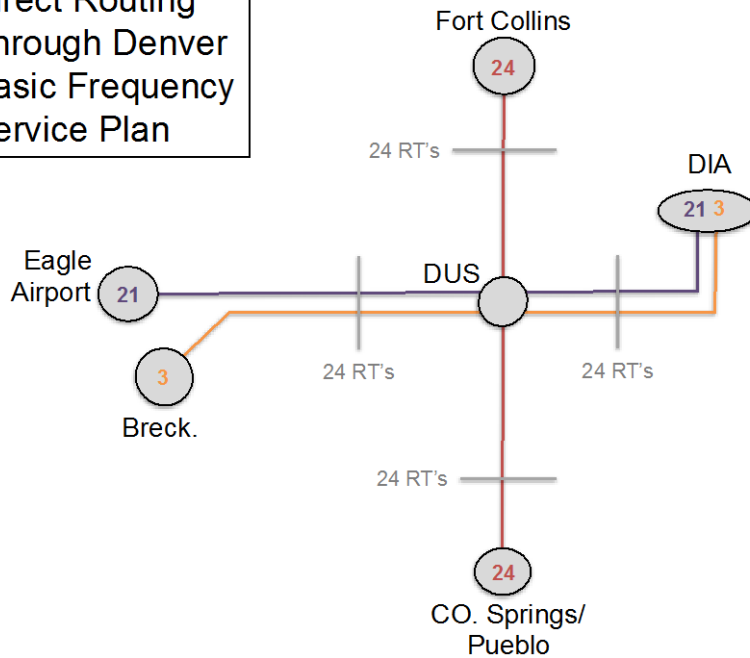 irect Routing
hrough Denver
asic Frequency
ervice Plan
Fort Collins
24
24 RT's
DIA
21 3
Eagle
Airport
21
DUS
24 RT's
24 RT's
3
Breck.
24 RT's
24
CO. Springs/
Pueblo